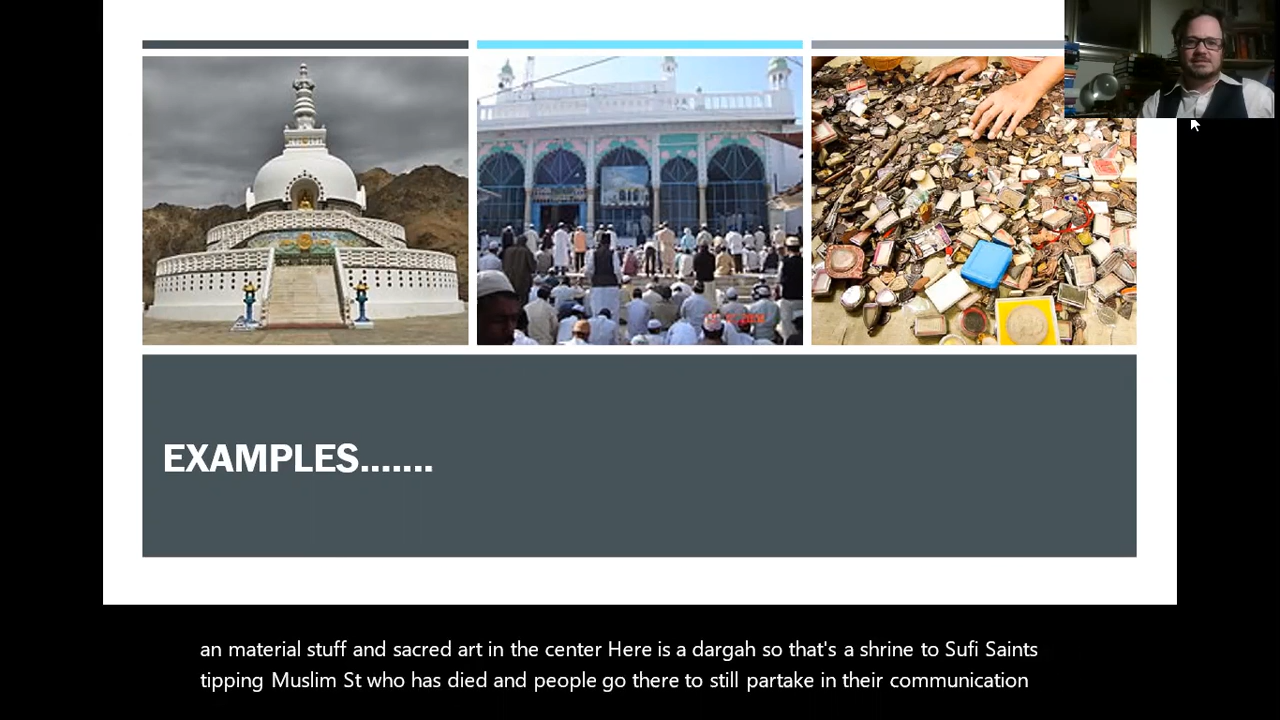 EXAMPLES.......
an material stuff and sacred art in the center Here is a dargah so that's a shrine to Sufi Saints
tipping Muslim St who has died and people go there to still partake in their communication